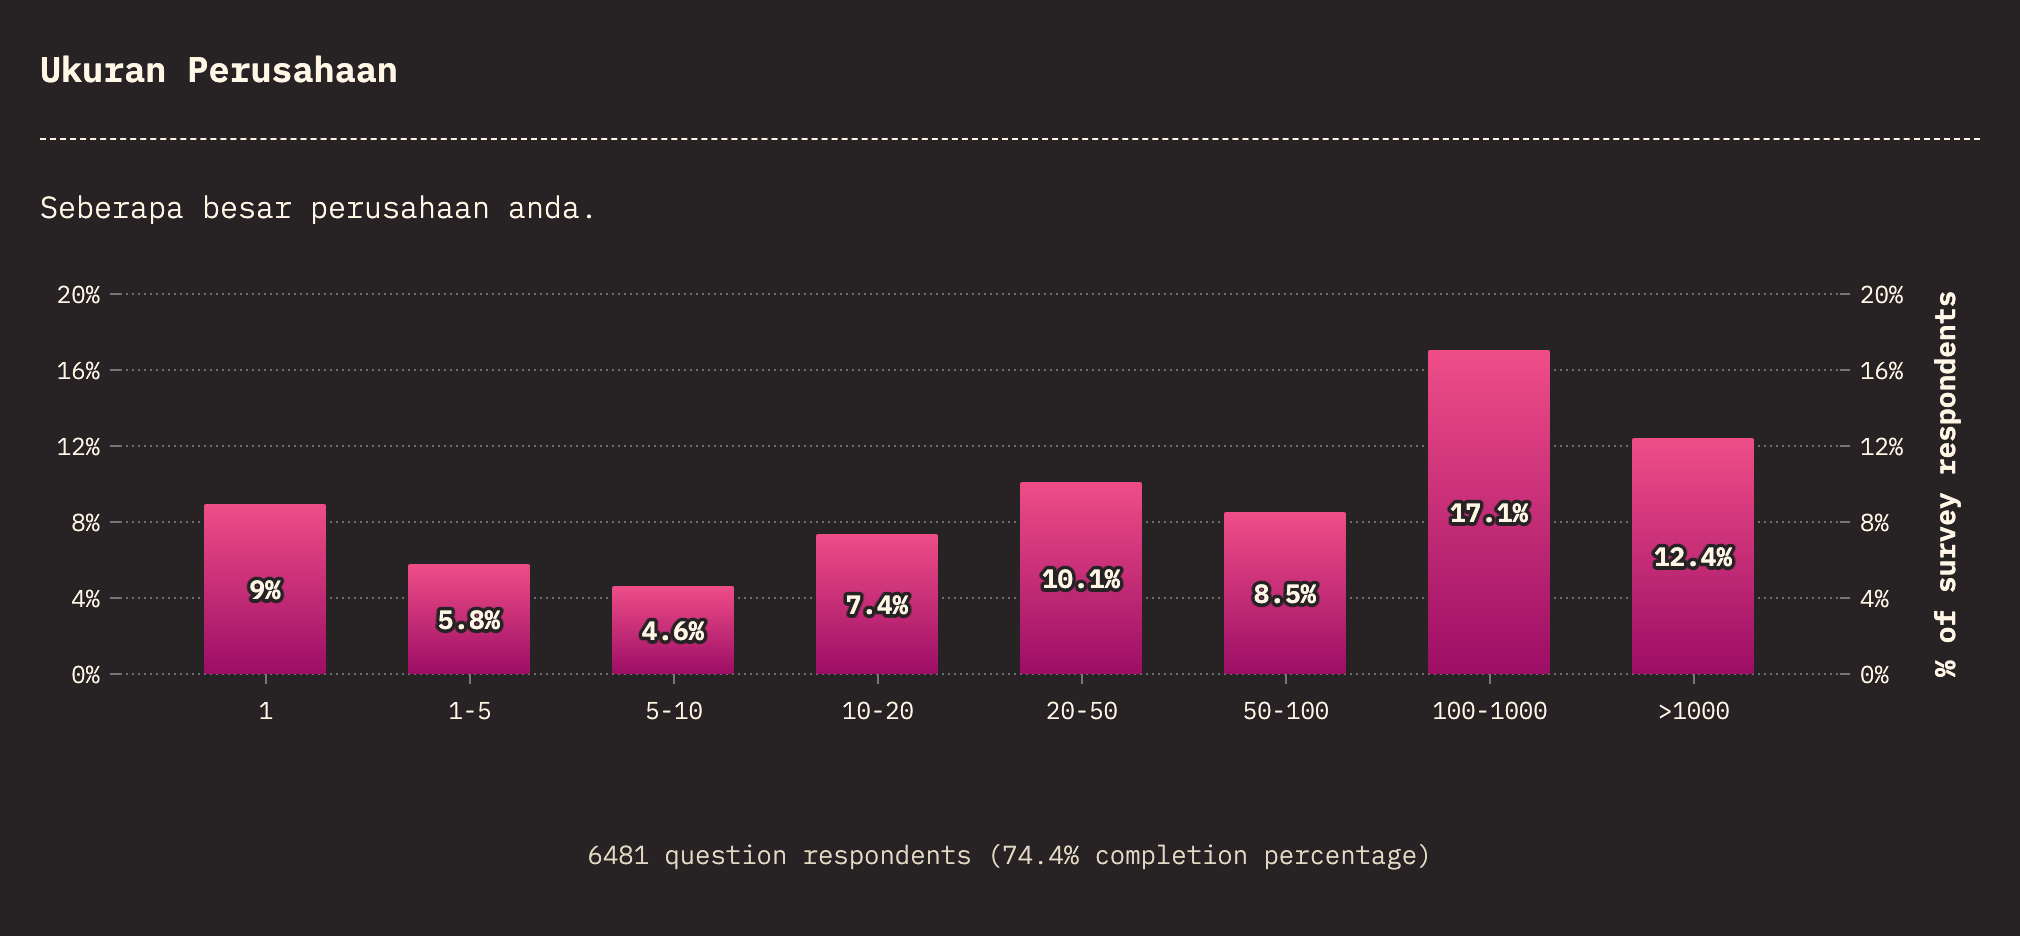 Ukuran Perusahaan
Seberapa besar perusahaan anda.
20% 20%
16% 16%
12% 12%
8% 8%
4% 4%
0% 0%
% of survey respondents
9% 5.8% 4.6% 7.4% 10.1% 8.5% 17.1% 12.4%
1 1-5 5-10 10-20 20-50 50-100 100-1000 >1000
6481 question respondents (74.4% completion percentage)